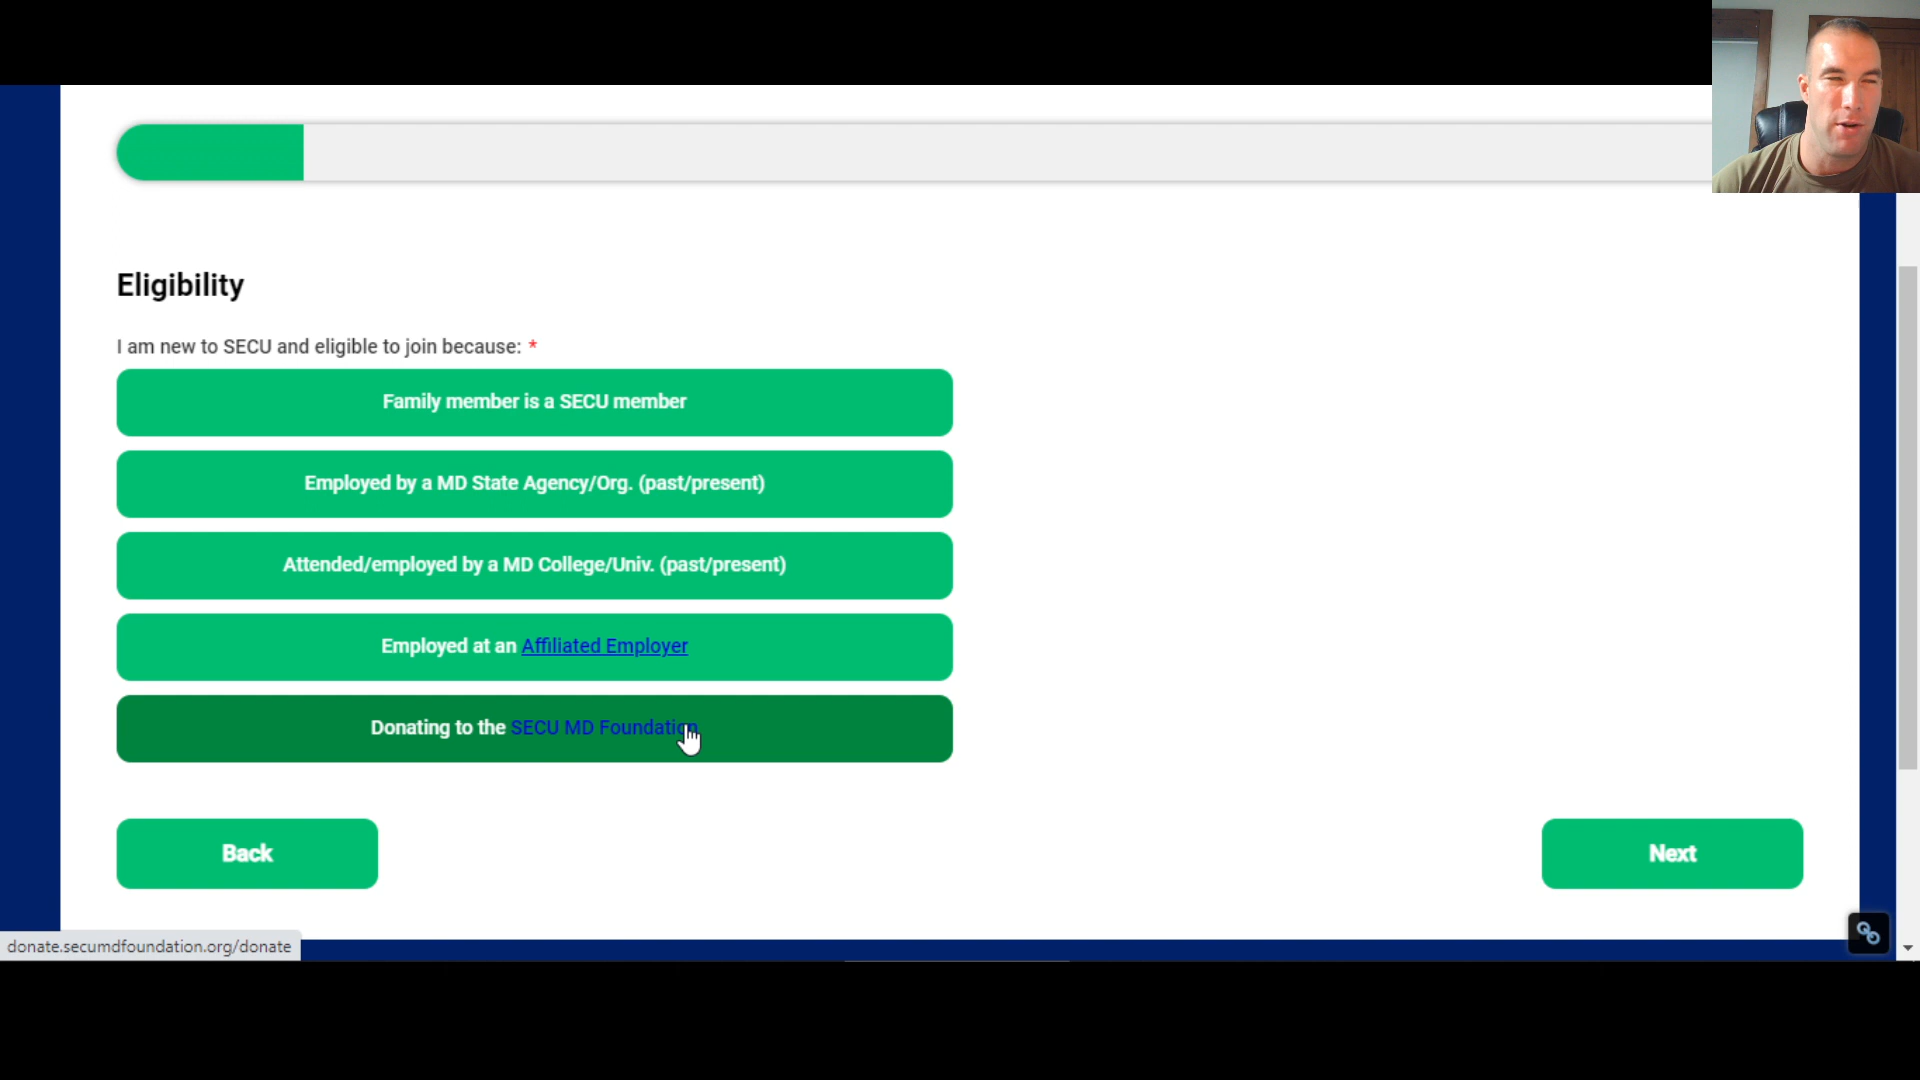 Eligibility
I am new to SECU and eligible to join because: *
Family member is a SECU member
Employed by a MD State Agency/Org. (past/present)
Attended/employed by a MD College/Univ. (past/present)
Employed at an Affiliated Employer
Donating to the SECU MD Foundation
Back
Next
donate.secumdfoundation.org/donate